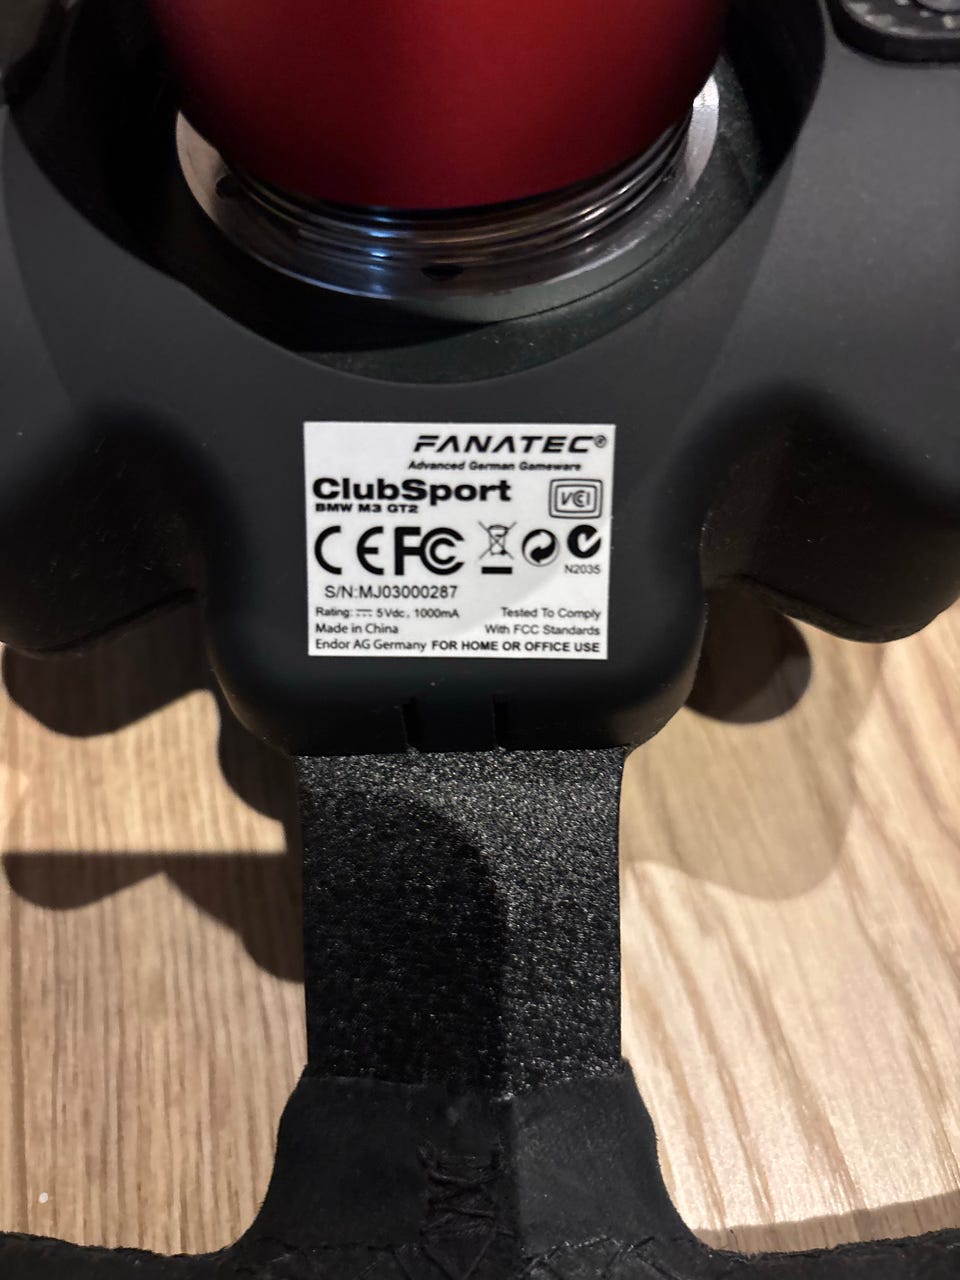 FANATEC®
Advanced German Gameware
ClubSport
BMW M3 GT2
VCCI
CE FC
N2035
S/N:MJ03000287
Rating: 5Vdc, 1000mA
Tested To Comply
Made in China
With FCC Standards
Endor AG Germany FOR HOME OR OFFICE USE